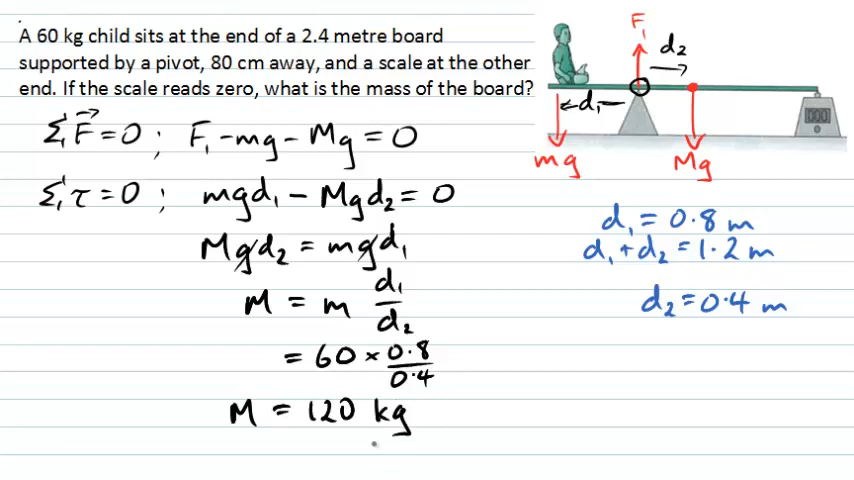 A 60 kg child sits at the end of a 2.4 metre board
supported by a pivot, 80 cm away, and a scale at the other
end. If the scale reads zero, what is the mass of the board?
F₁
d₂
d₁
000
mg
Mg
Σ F⃗ = 0 ; F₁ - mg - Mg = 0
Σ τ = 0 ; mgd₁ - Mgd₂ = 0
Mgd₂ = mgd₁
M = m d₁/d₂
= 60 × 0.8/0.4
M = 120 kg
d₁ = 0.8 m
d₁ + d₂ = 1.2 m
d₂ = 0.4 m